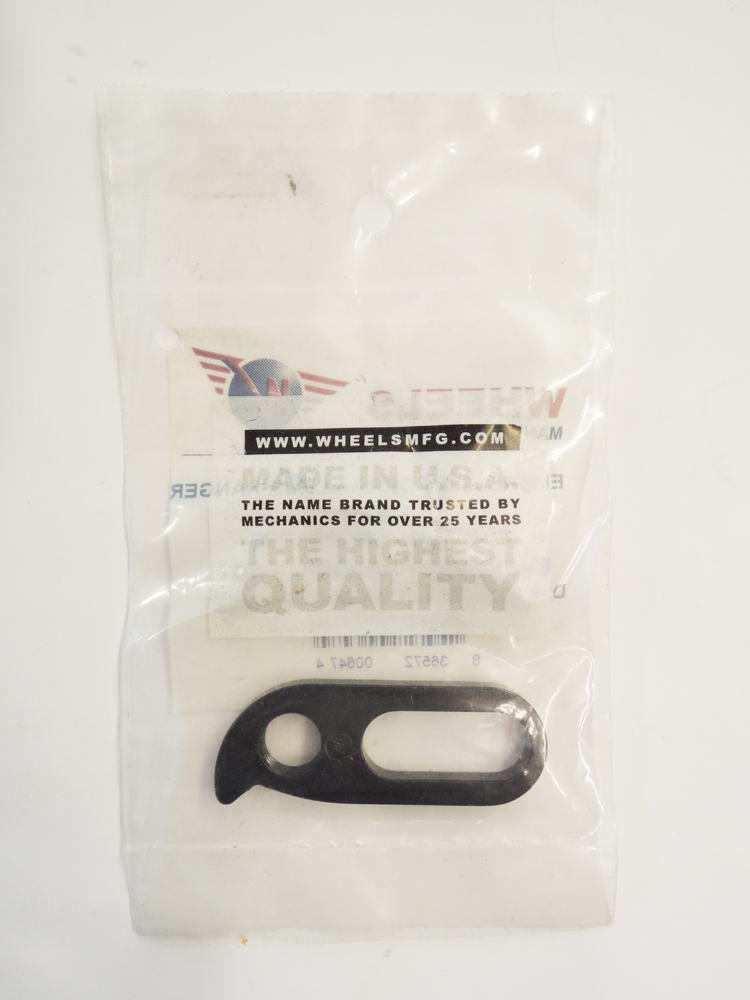 WHEELS
WWW.WHEELSMFG.COM
MADE IN U.S.A.
THE NAME BRAND TRUSTED BY
MECHANICS FOR OVER 25 YEARS
THE HIGHEST
QUALITY
8 36572 00647 4